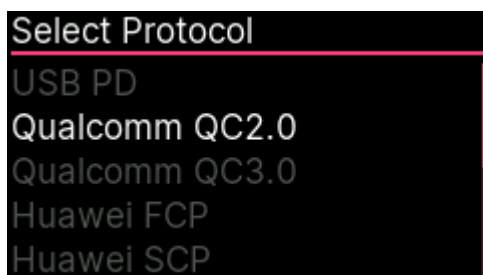 Select Protocol
USB PD
Qualcomm QC2.0
Qualcomm QC3.0
Huawei FCP
Huawei SCP